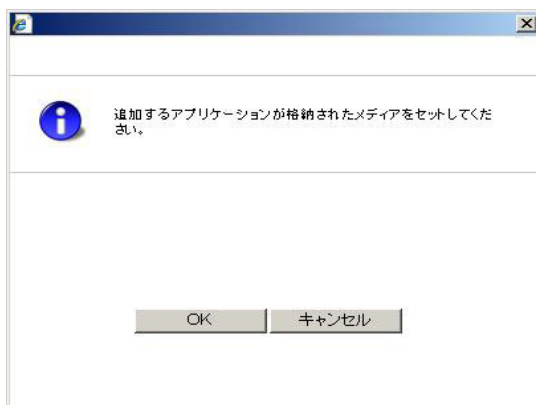 追加するアプリケーションが格納されたメディアをセットしてくだ
さい。
OK キャンセル